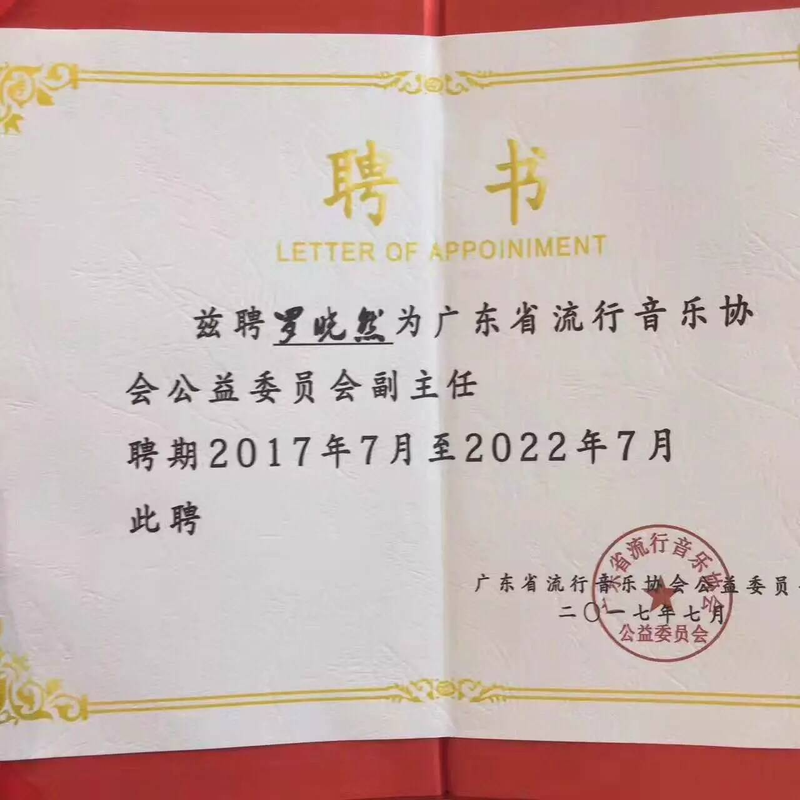 聘 书
LETTER OF APPOINIMENT
兹聘罗晓然为广东省流行音乐协
会公益委员会副主任
聘期2017年7月至2022年7月
此聘
广东省流行音乐协会公益委员
二〇一七年七月
广东省流行音乐协会
公益委员会